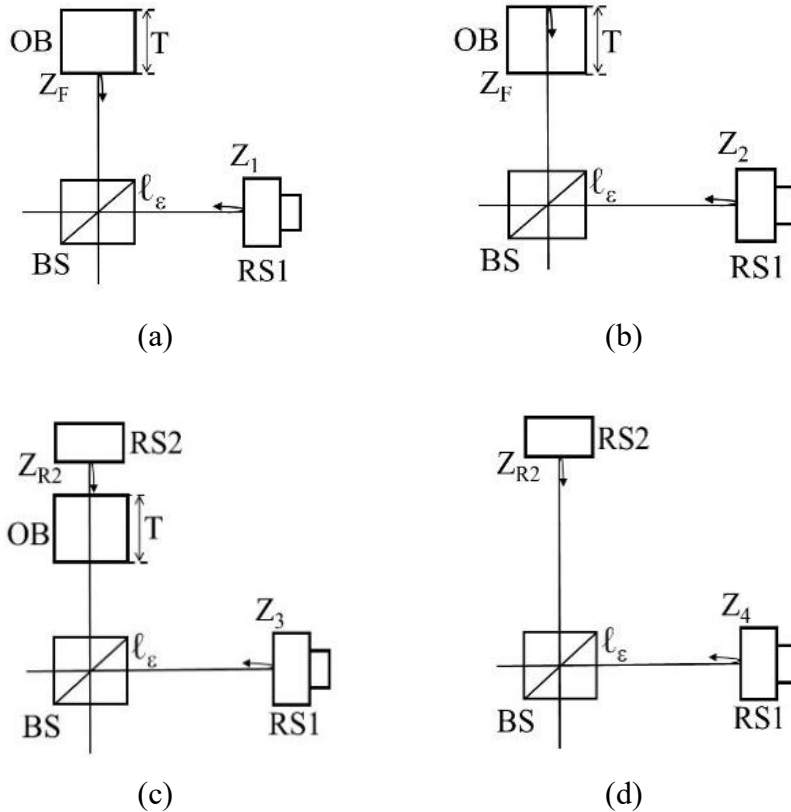 OB T OB T
Z_F Z_F
Z_1 Z_2
ℓ_ε ℓ_ε
BS RS1 BS RS1
(a) (b)
RS2 RS2
Z_R2 Z_R2
OB T
Z_3 Z_4
ℓ_ε ℓ_ε
BS RS1 BS RS1
(c) (d)